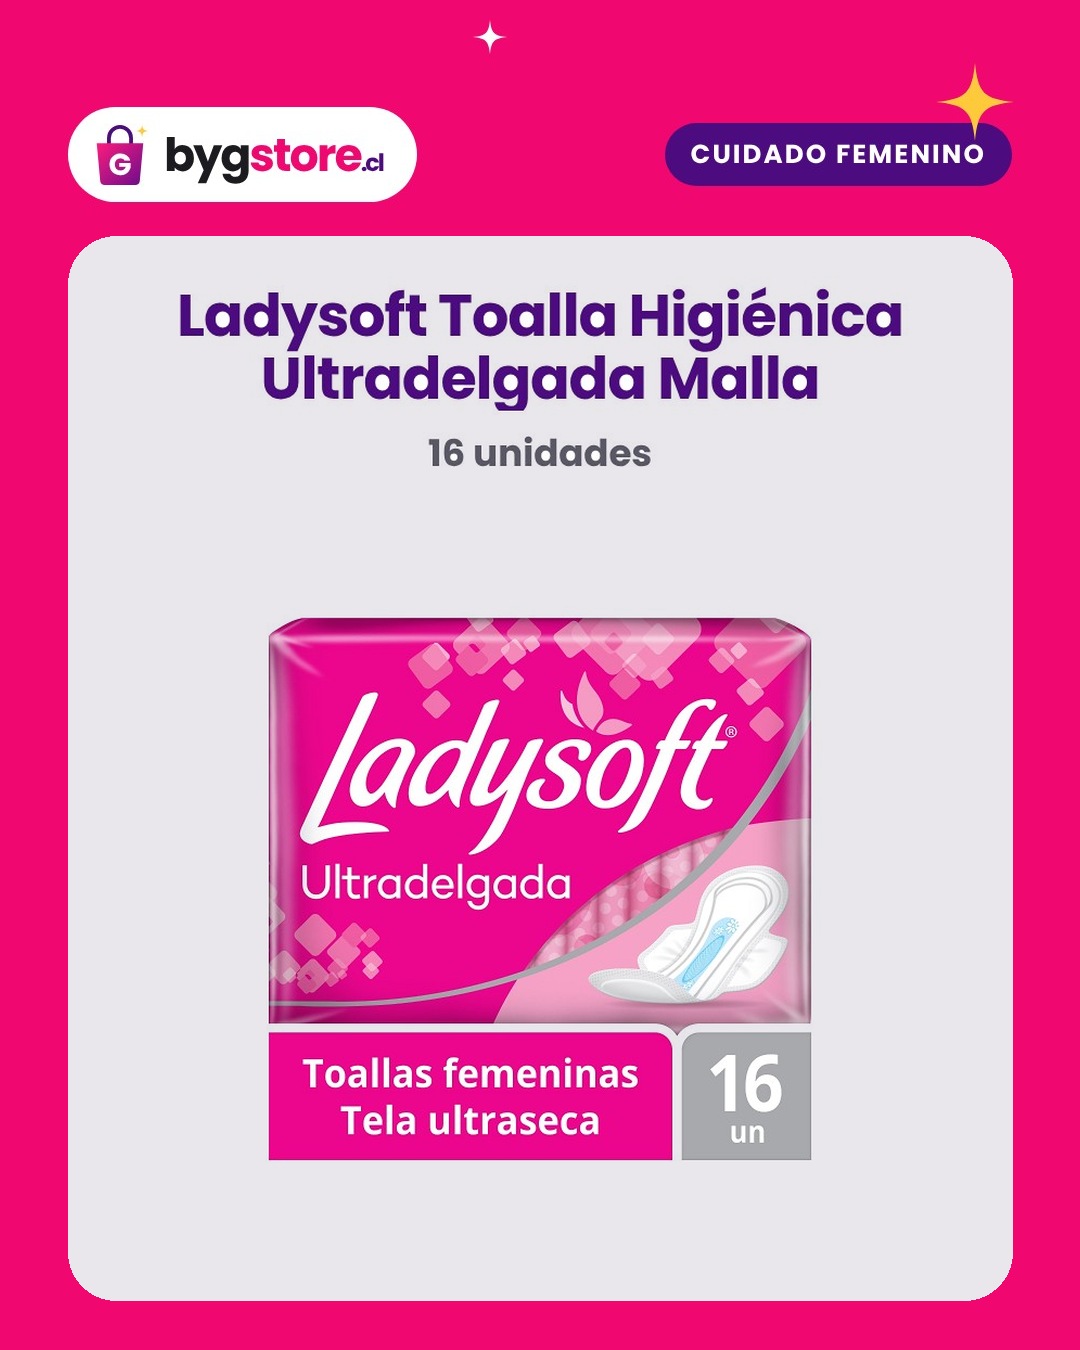 G bygstore.cl
CUIDADO FEMENINO
Ladysoft Toalla Higiénica
Ultradelgada Malla
16 unidades
Ladysoft®
Ultradelgada
Toallas femeninas
Tela ultraseca
16
un